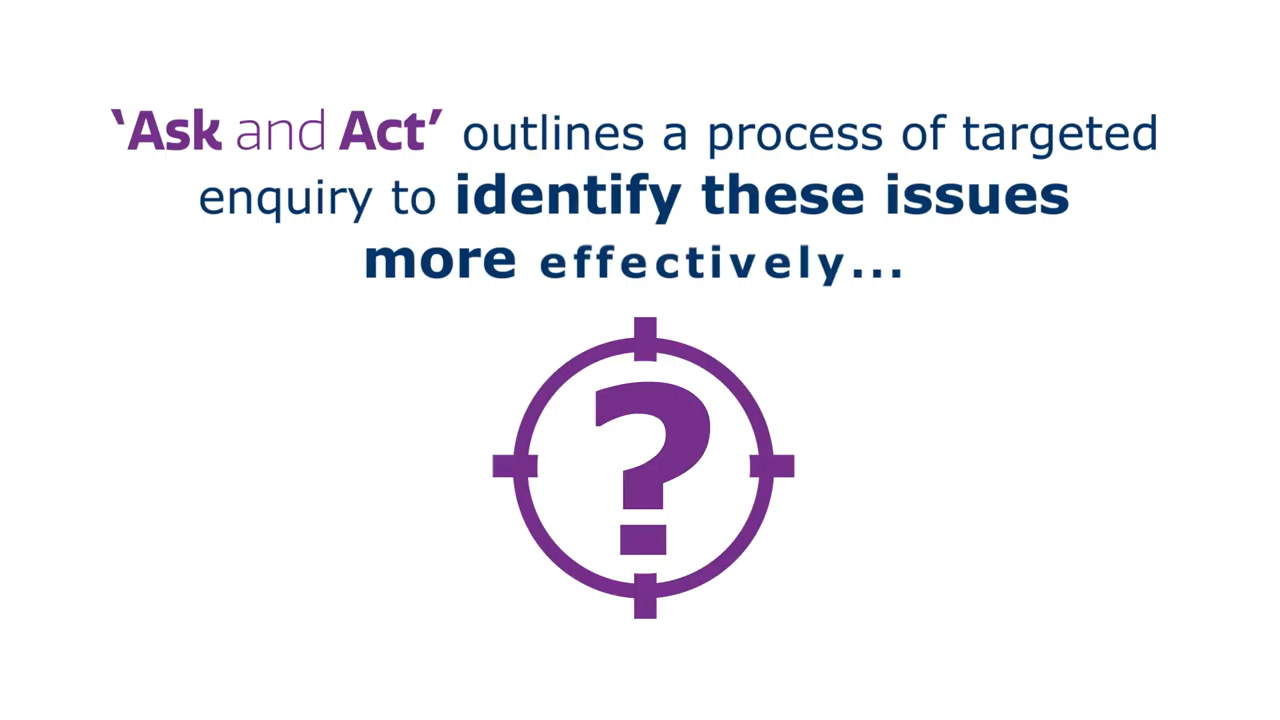 ‘Ask and Act’ outlines a process of targeted
enquiry to identify these issues
more effectively...
?